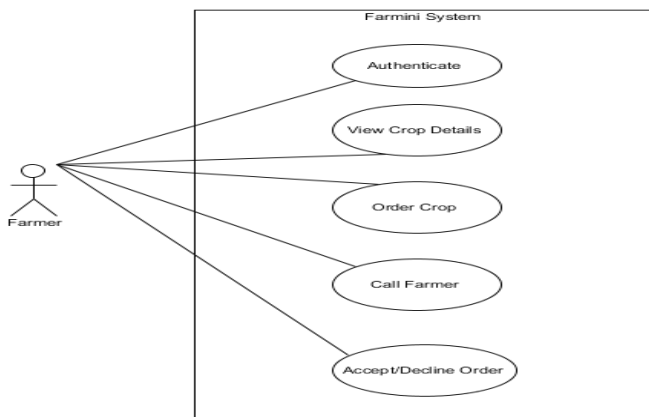 Farmini System
Authenticate
View Crop Details
Order Crop
Farmer
Call Farmer
Accept/Decline Order